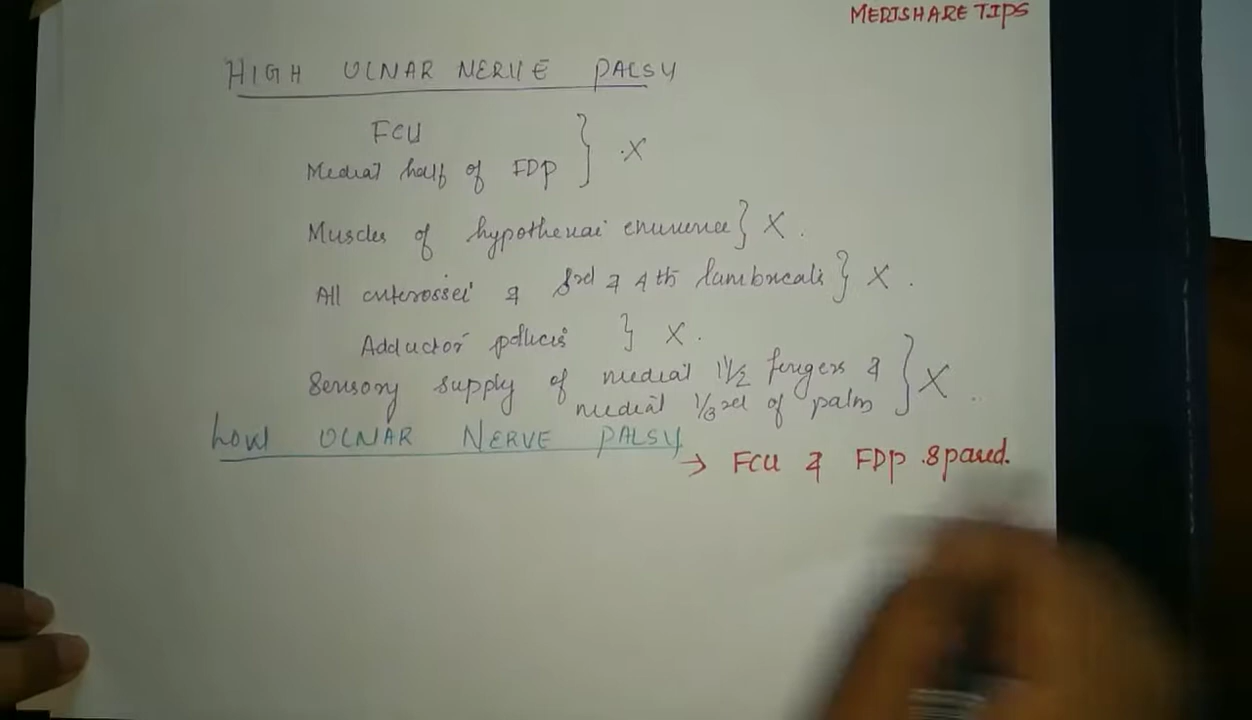 MEDISHARE TIPS
HIGH ULNAR NERVE PALSY
FCU
Medial half of FDP } X
Muscles of hypothenar eminence } X.
All interossei & 3rd & 4th lumbricals } X.
Adductor pollicis } X.
Sensory supply of medial 1 1/2 fingers &
medial 1/3rd of palm } X
LOW ULNAR NERVE PALSY
→ FCU & FDP spared.